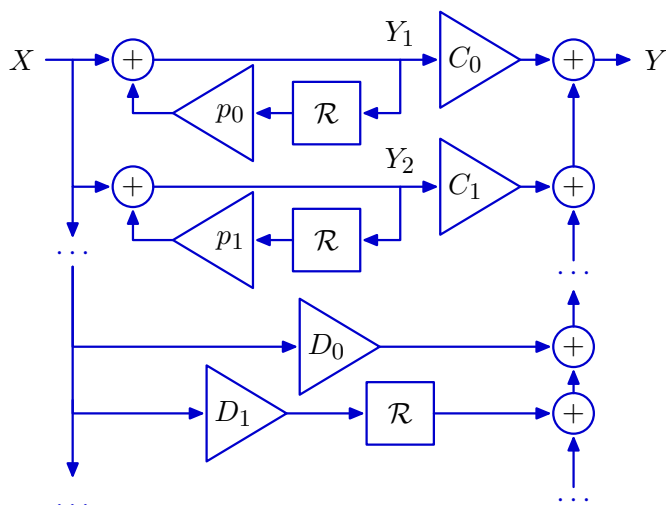 X + Y₁ C₀ + Y
p₀ ℛ
+ Y₂ C₁ +
p₁ ℛ
... ...
D₀ +
D₁ ℛ +
... ...